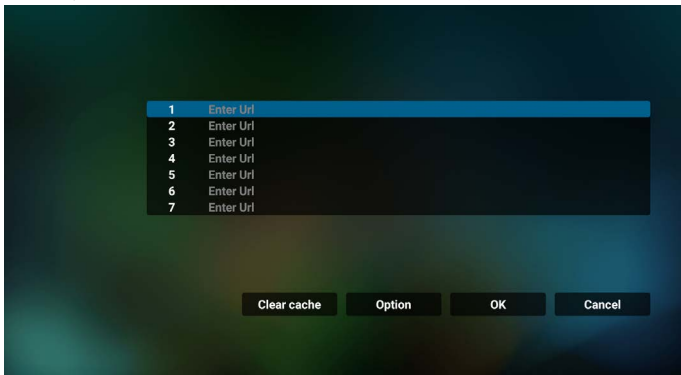 1 Enter Url
2 Enter Url
3 Enter Url
4 Enter Url
5 Enter Url
6 Enter Url
7 Enter Url
Clear cache Option OK Cancel